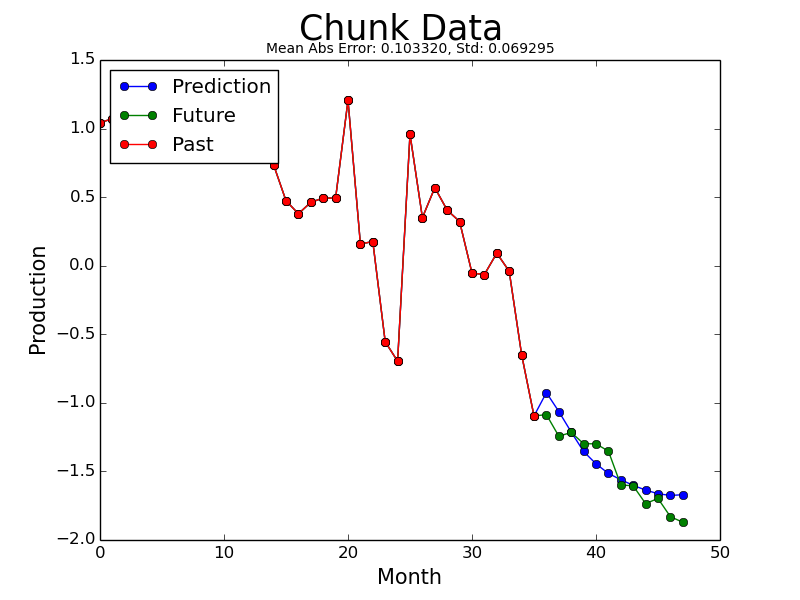 Chunk Data
Mean Abs Error: 0.103320, Std: 0.069295
Prediction
Future
Past
1.5
1.0
0.5
0.0
−0.5
−1.0
−1.5
−2.0
Production
0 10 20 30 40 50
Month